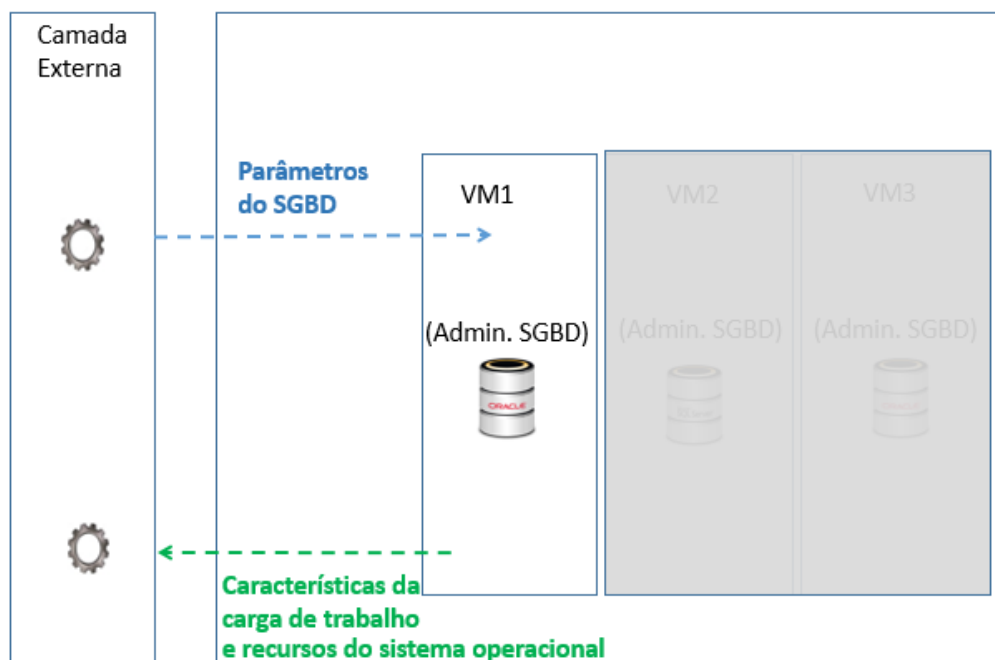 Camada
Externa
Parâmetros
do SGBD
VM1
VM2
VM3
(Admin. SGBD)
(Admin. SGBD)
(Admin. SGBD)
ORACLE
ORACLE
Características da
carga de trabalho
e recursos do sistema operacional